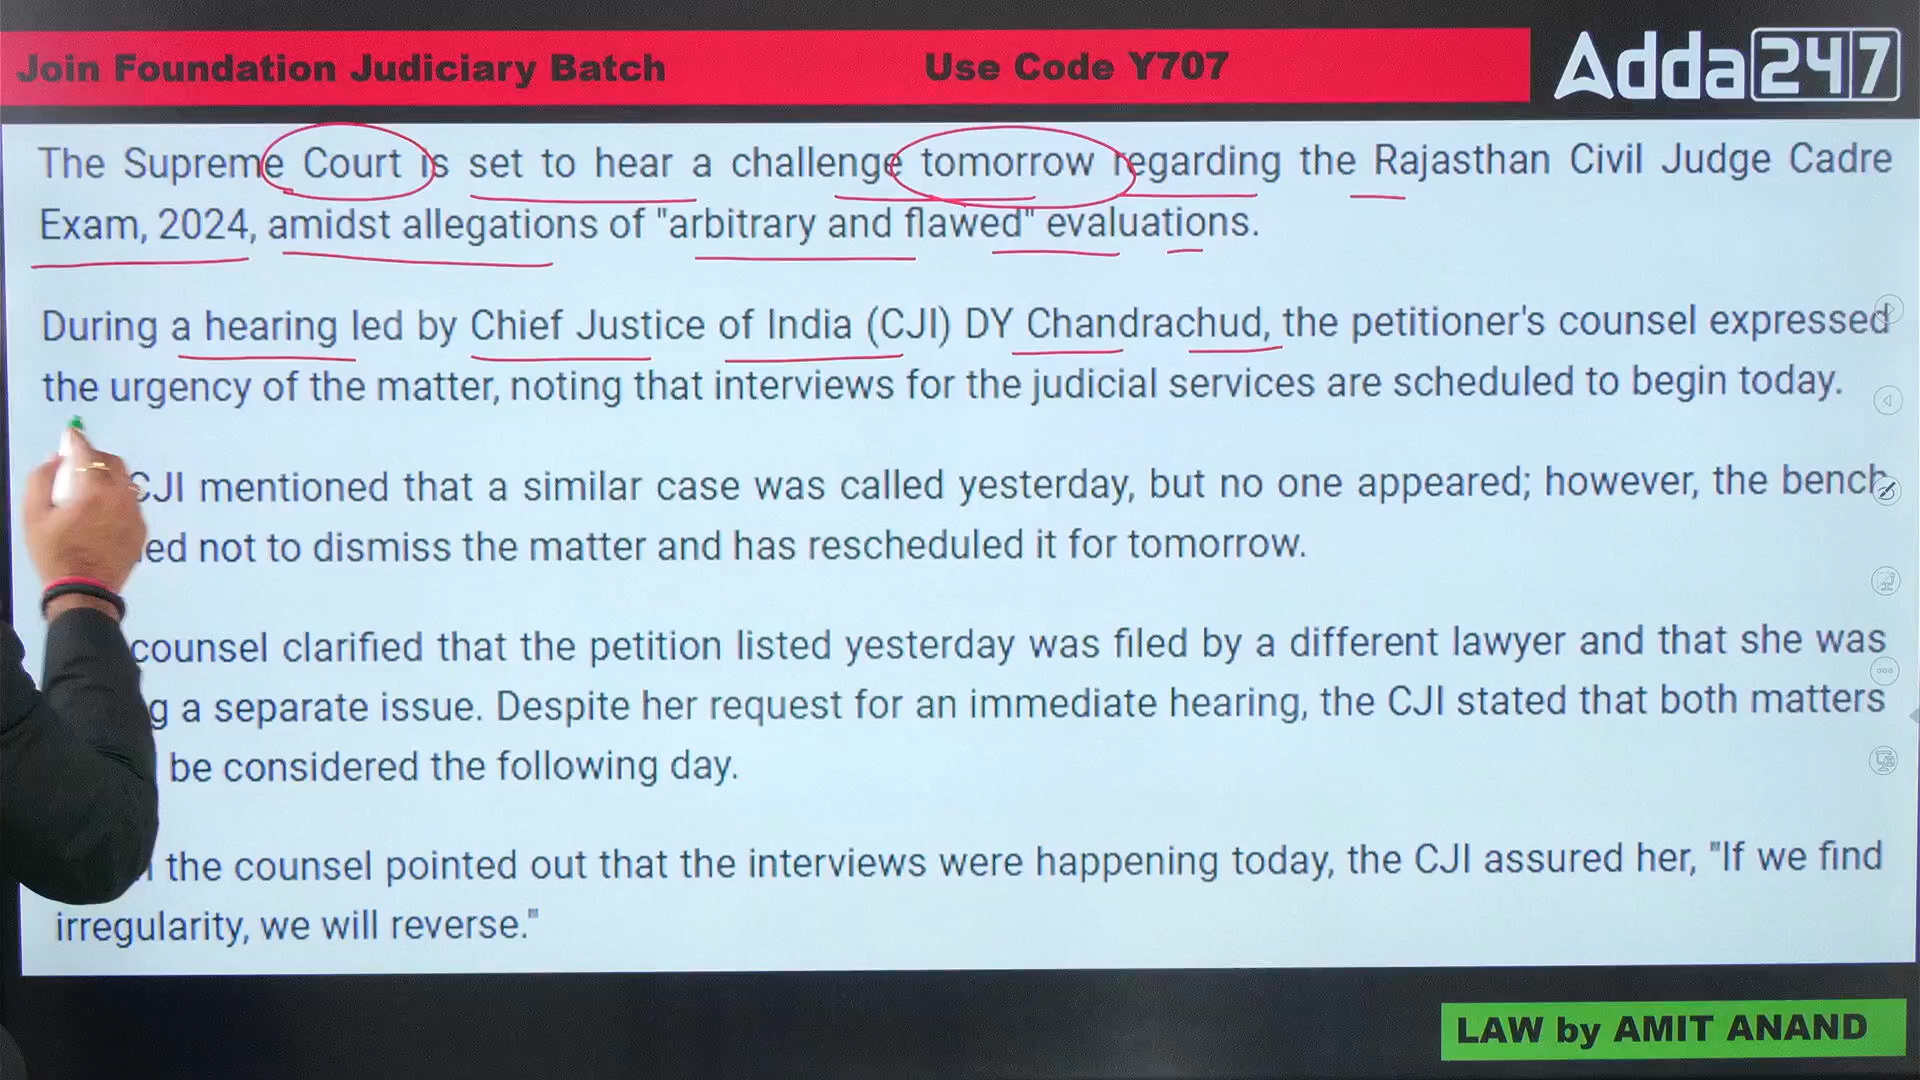 Join Foundation Judiciary Batch Use Code Y707 Adda247
The Supreme Court is set to hear a challenge tomorrow regarding the Rajasthan Civil Judge Cadre
Exam, 2024, amidst allegations of "arbitrary and flawed" evaluations.
During a hearing led by Chief Justice of India (CJI) DY Chandrachud, the petitioner's counsel expressed
the urgency of the matter, noting that interviews for the judicial services are scheduled to begin today.
CJI mentioned that a similar case was called yesterday, but no one appeared; however, the bench
not to dismiss the matter and has rescheduled it for tomorrow.
counsel clarified that the petition listed yesterday was filed by a different lawyer and that she was
a separate issue. Despite her request for an immediate hearing, the CJI stated that both matters
be considered the following day.
the counsel pointed out that the interviews were happening today, the CJI assured her, "If we find
irregularity, we will reverse."
LAW by AMIT ANAND